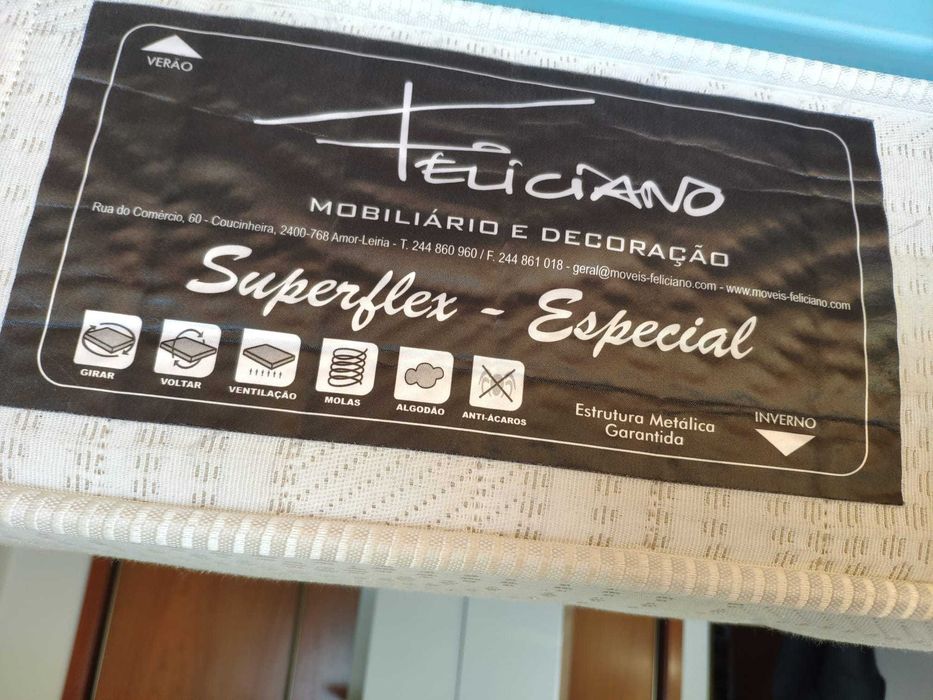 VERÃO
FELICIANO
MOBILIÁRIO E DECORAÇÃO
Rua do Comércio, 60 - Coucinheira, 2400-768 Amor-Leiria - T. 244 860 960 / F. 244 861 018 - geral@moveis-feliciano.com - www.moveis-feliciano.com
Superflex - Especial
GIRAR
VOLTAR
VENTILAÇÃO
MOLAS
ALGODÃO
ANTI-ÁCAROS
Estrutura Metálica
Garantida
INVERNO